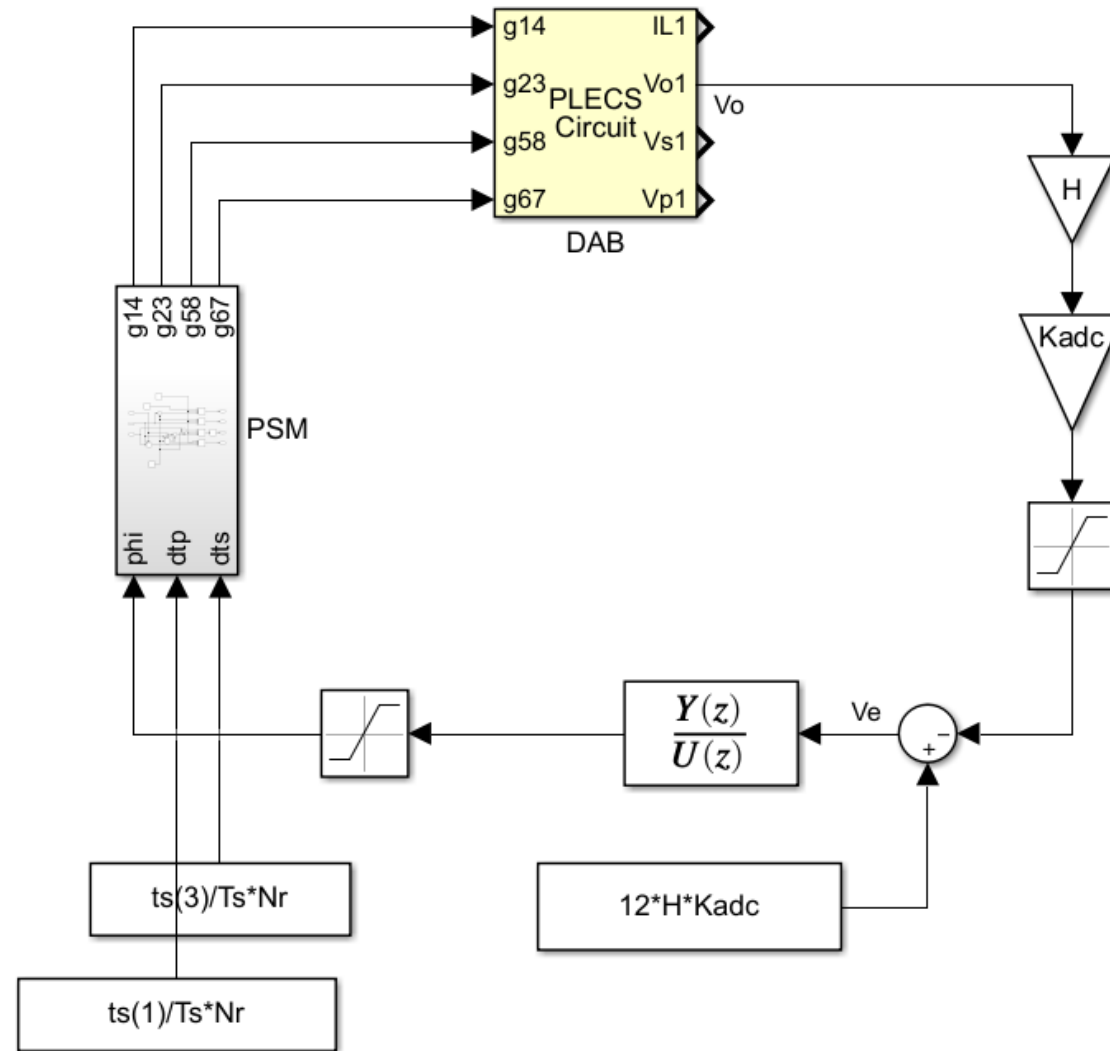 g14
IL1
g23
PLECS
Circuit
Vo1
Vo
g58
Vs1
g67
Vp1
DAB
H
Kadc
g14
g23
g58
g67
PSM
phi
dtp
dts
Y(z)
U(z)
Ve
−
+
ts(3)/Ts*Nr
12*H*Kadc
ts(1)/Ts*Nr